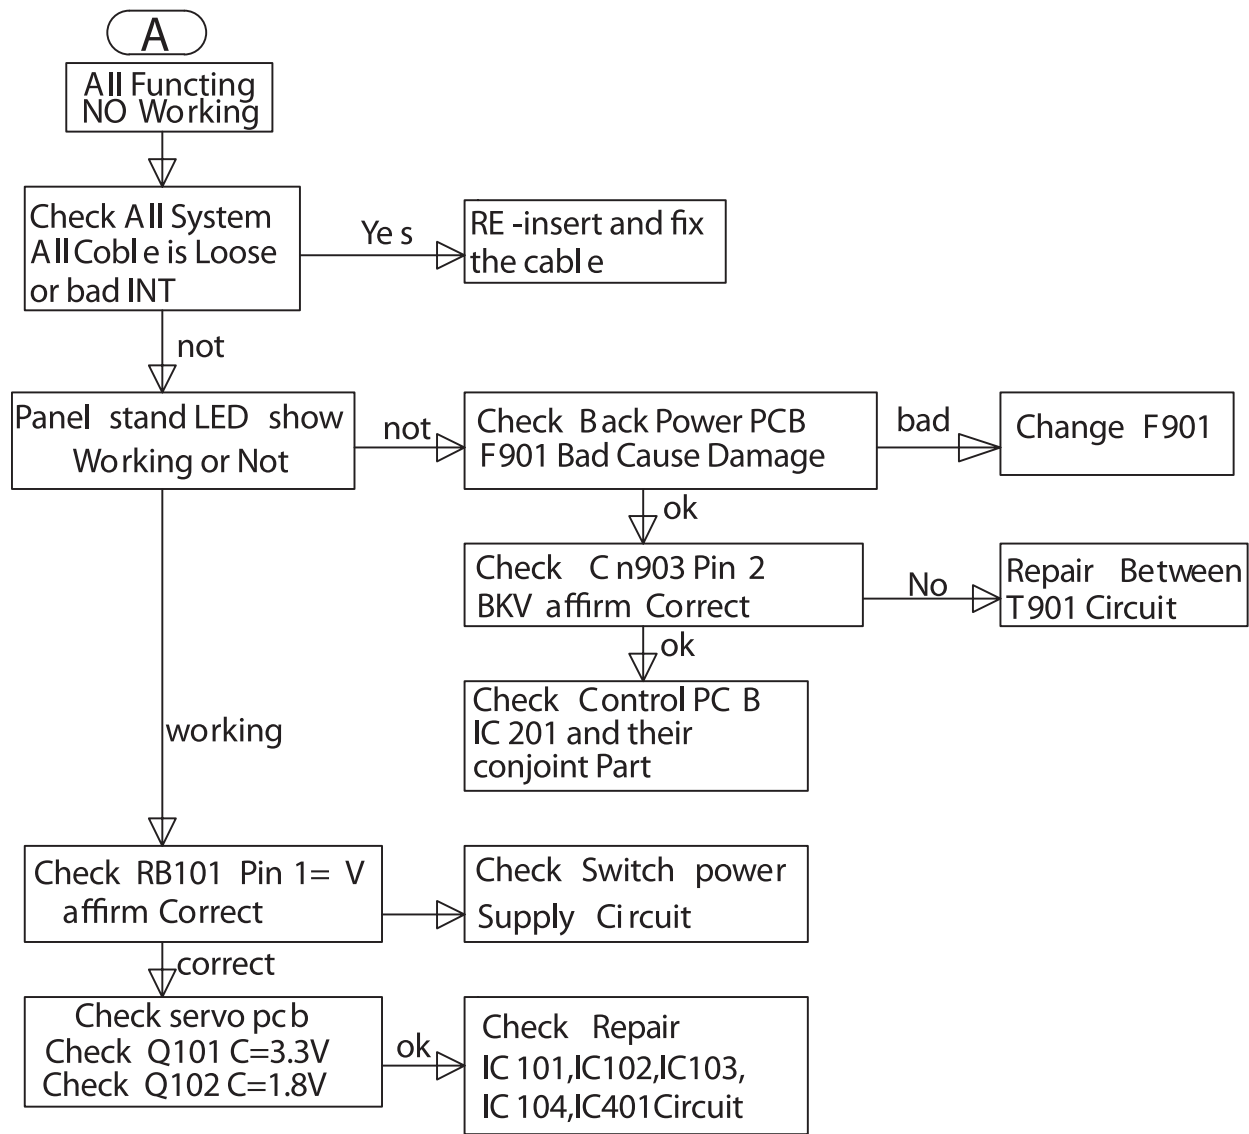 A
All Functing
NO Working
Check All System
All Coble is Loose
or bad INT
Yes
RE -insert and fix
the cable
not
Panel stand LED show
Working or Not
not
Check Back Power PCB
F901 Bad Cause Damage
bad
Change F901
ok
Check Cn903 Pin 2
BKV affirm Correct
No
Repair Between
T901 Circuit
ok
Check Control PC B
IC 201 and their
conjoint Part
working
Check RB101 Pin 1= V
affirm Correct
Check Switch power
Supply Circuit
correct
Check servo pcb
Check Q101 C=3.3V
Check Q102 C=1.8V
ok
Check Repair
IC 101,IC102,IC103,
IC 104,IC401Circuit